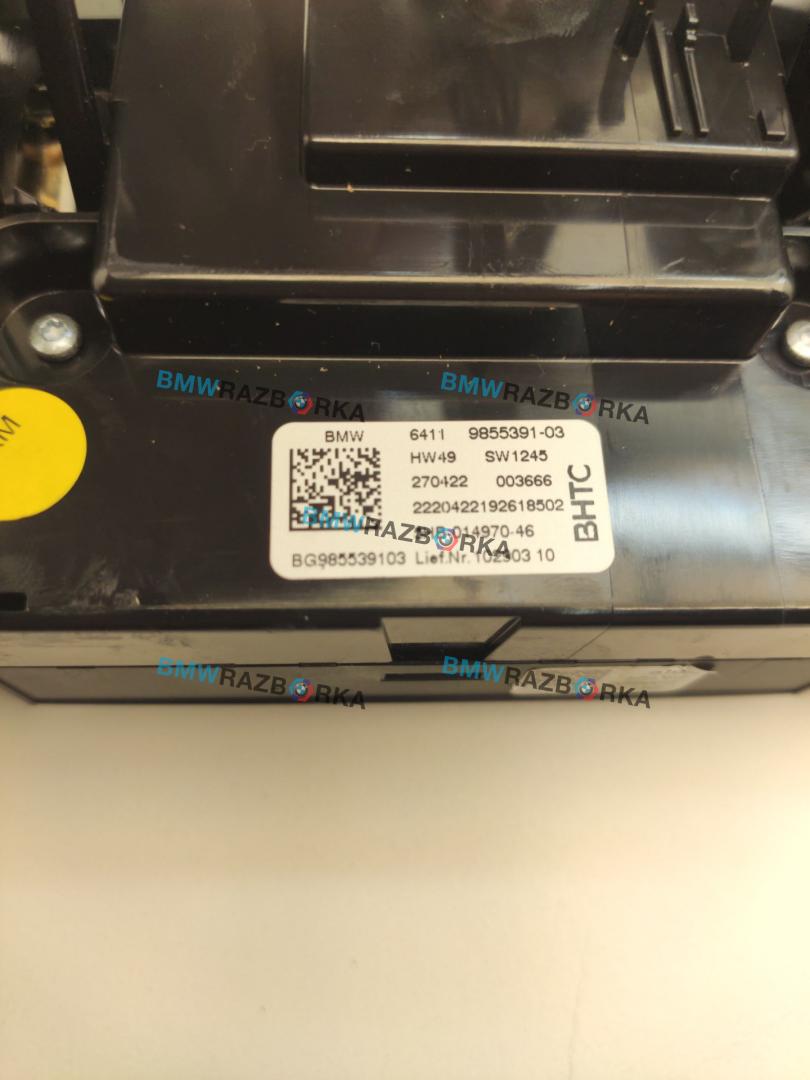 BMWRAZBORKA
BMWRAZBORKA
BMW 6411 9855391-03
HW49 SW1245
270422 003666
2220422192618502
014970-46
BG985539103 Lief.Nr. 102903 10
BHTC
BMWRAZBORKA
BMWRAZBORKA
BMWRAZBORKA